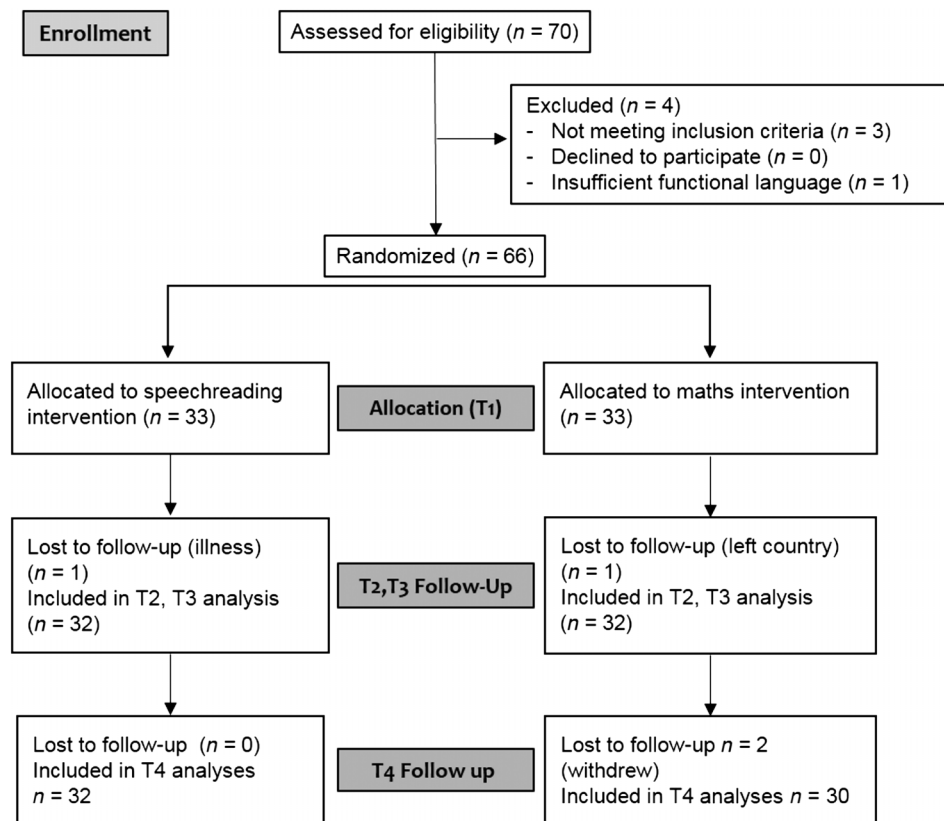 Enrollment
Assessed for eligibility (n = 70)
Excluded (n = 4)
- Not meeting inclusion criteria (n = 3)
- Declined to participate (n = 0)
- Insufficient functional language (n = 1)
Randomized (n = 66)
Allocated to speechreading
intervention (n = 33)
Allocation (T1)
Allocated to maths intervention
(n = 33)
Lost to follow-up (illness)
(n = 1)
Included in T2, T3 analysis
(n = 32)
T2,T3 Follow-Up
Lost to follow-up (left country)
(n = 1)
Included in T2, T3 analysis
(n = 32)
Lost to follow-up (n = 0)
Included in T4 analyses
n = 32
T4 Follow up
Lost to follow-up n = 2
(withdrew)
Included in T4 analyses n = 30